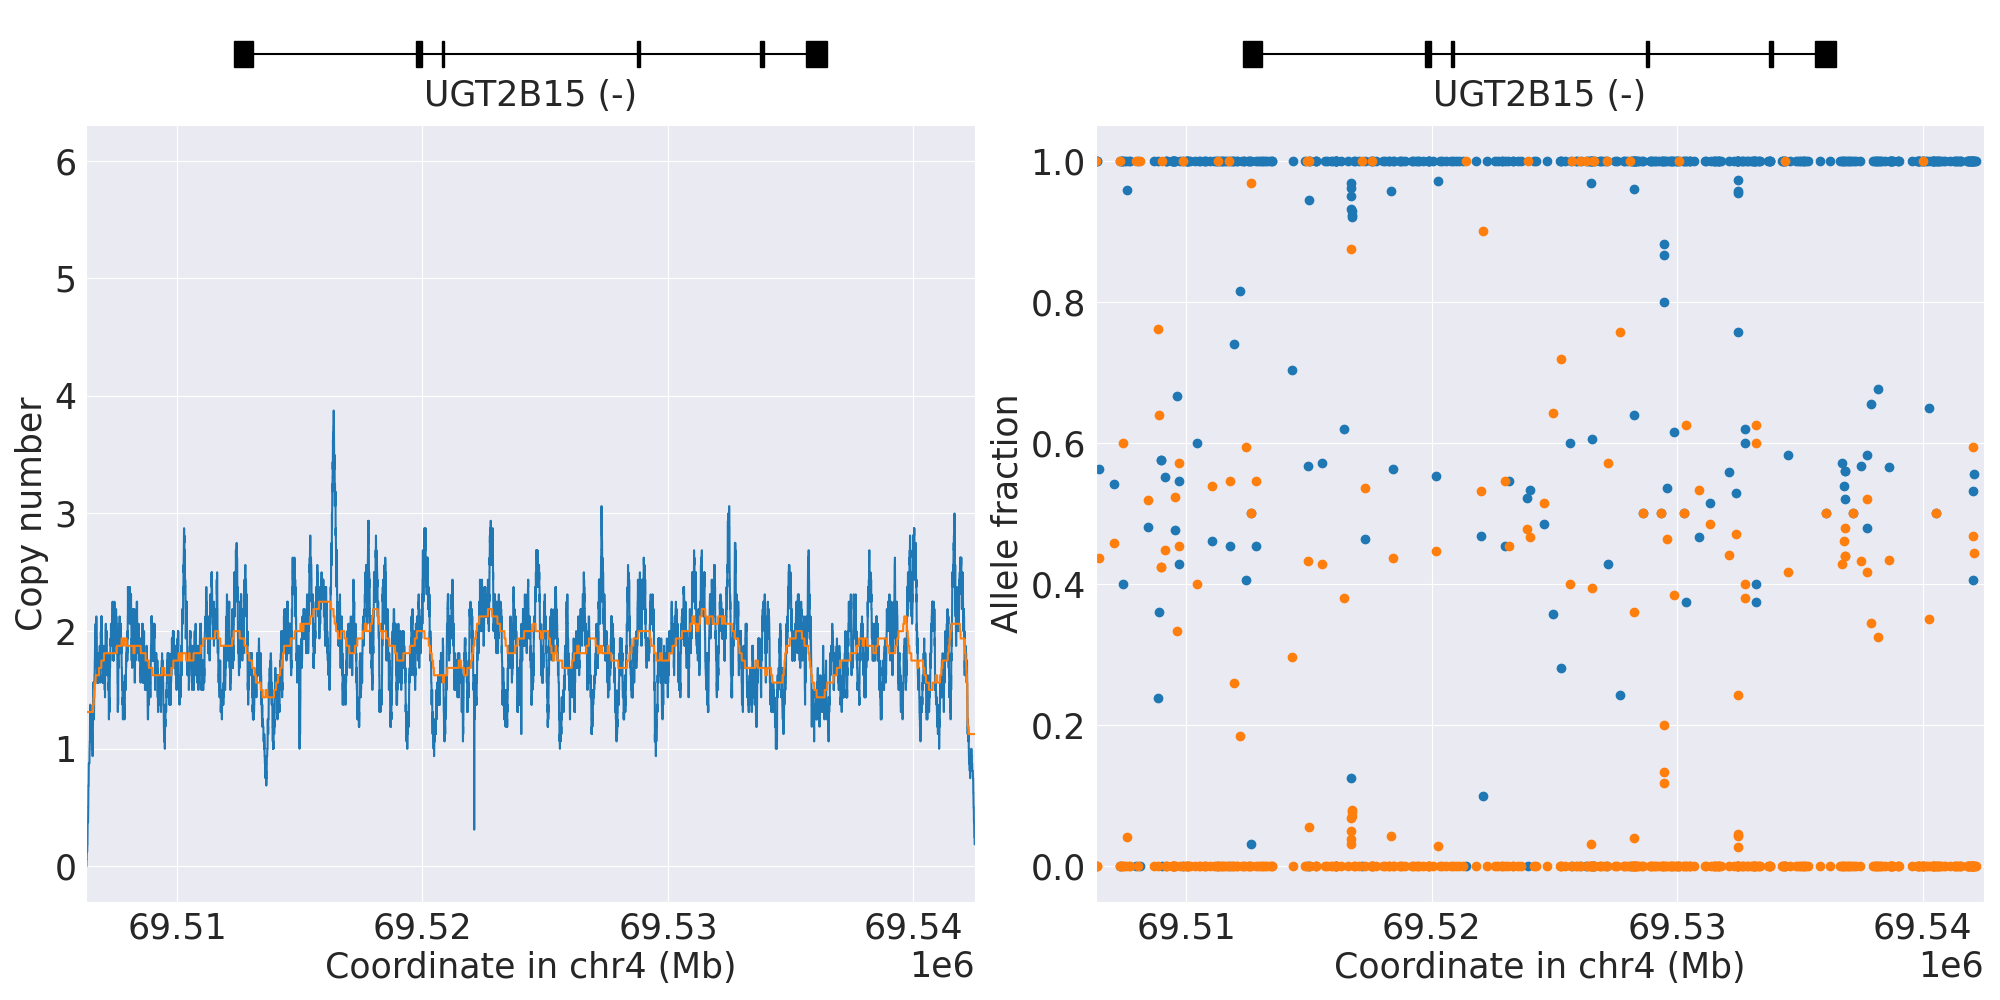 UGT2B15 (-)
6
5
4
3
2
1
0
Copy number
69.51 69.52 69.53 69.54
Coordinate in chr4 (Mb)
1e6
UGT2B15 (-)
1.0
0.8
0.6
0.4
0.2
0.0
Allele fraction
69.51 69.52 69.53 69.54
Coordinate in chr4 (Mb)
1e6